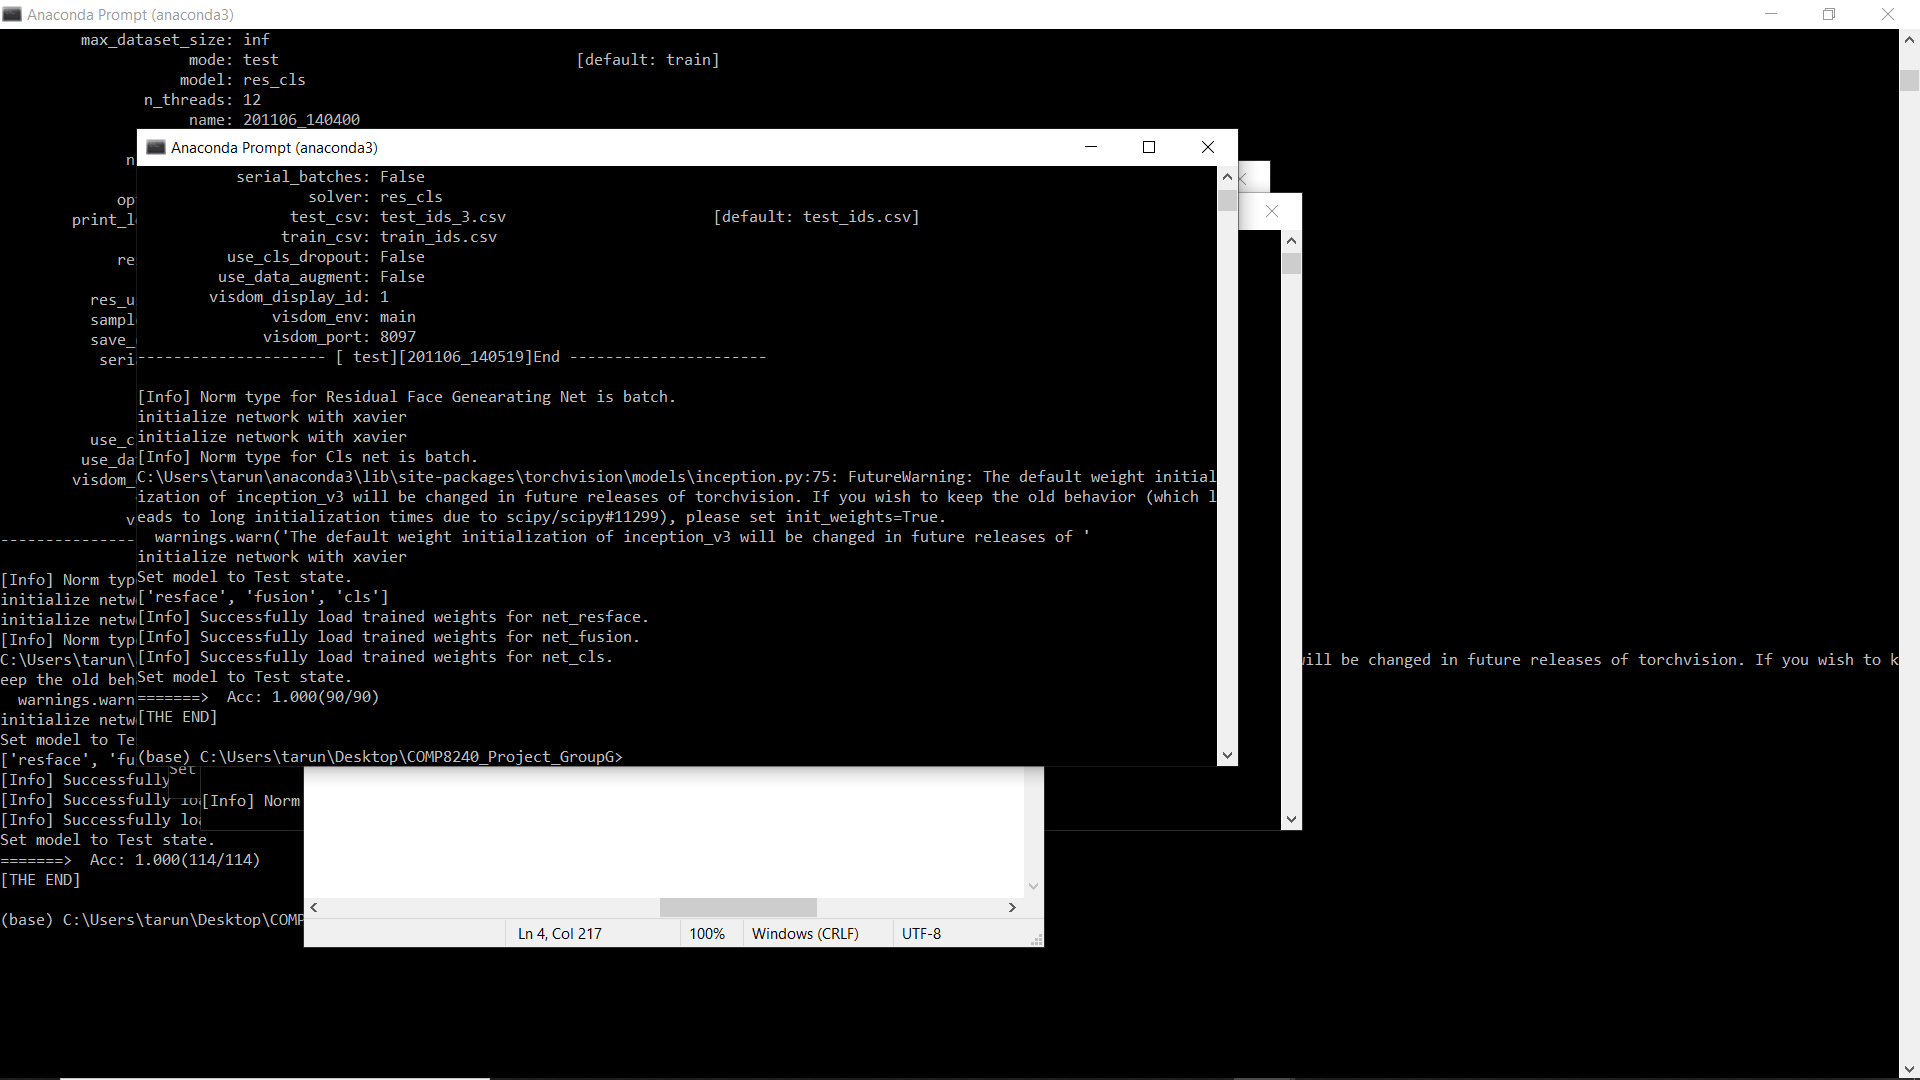 Anaconda Prompt (anaconda3)
max_dataset_size: inf
mode: test [default: train]
model: res_cls
n_threads: 12
name: 201106_140400
n
op
print_l
re
res_u
sampl
save_
seri
use_c
use_da
visdom_
v
---------------
[Info] Norm typ
initialize netw
initialize netw
[Info] Norm typ
C:\Users\tarun\ will be changed in future releases of torchvision. If you wish to k
eep the old beh
warnings.warn
initialize netw
Set model to Te
['resface', 'fu
[Info] Successfully
[Info] Successfully loa
[Info] Successfully loa
Set model to Test state.
=======> Acc: 1.000(114/114)
[THE END]
(base) C:\Users\tarun\Desktop\COMP
Anaconda Prompt (anaconda3)
serial_batches: False
solver: res_cls
test_csv: test_ids_3.csv [default: test_ids.csv]
train_csv: train_ids.csv
use_cls_dropout: False
use_data_augment: False
visdom_display_id: 1
visdom_env: main
visdom_port: 8097
--------------------- [ test][201106_140519]End ----------------------
[Info] Norm type for Residual Face Genearating Net is batch.
initialize network with xavier
initialize network with xavier
[Info] Norm type for Cls net is batch.
C:\Users\tarun\anaconda3\lib\site-packages\torchvision\models\inception.py:75: FutureWarning: The default weight initial
ization of inception_v3 will be changed in future releases of torchvision. If you wish to keep the old behavior (which l
eads to long initialization times due to scipy/scipy#11299), please set init_weights=True.
warnings.warn('The default weight initialization of inception_v3 will be changed in future releases of '
initialize network with xavier
Set model to Test state.
['resface', 'fusion', 'cls']
[Info] Successfully load trained weights for net_resface.
[Info] Successfully load trained weights for net_fusion.
[Info] Successfully load trained weights for net_cls.
Set model to Test state.
=======> Acc: 1.000(90/90)
[THE END]
(base) C:\Users\tarun\Desktop\COMP8240_Project_GroupG>
Set
[Info] Norm
Ln 4, Col 217 100% Windows (CRLF) UTF-8